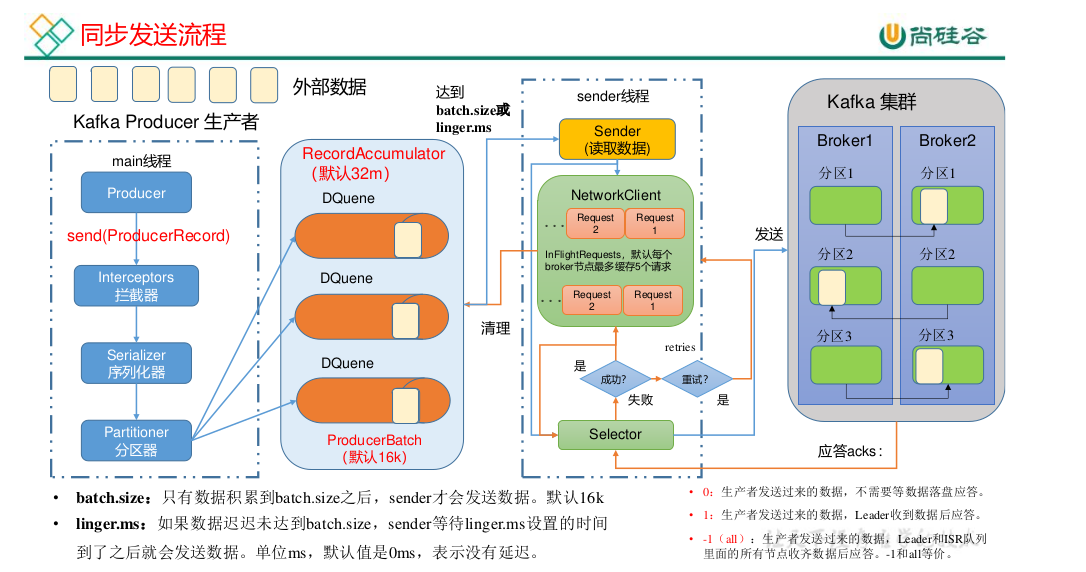 同步发送流程
尚硅谷
外部数据
Kafka Producer 生产者
main线程
Producer
send(ProducerRecord)
Interceptors
拦截器
Serializer
序列化器
Partitioner
分区器
RecordAccumulator
（默认32m）
DQuene
DQuene
DQuene
ProducerBatch
（默认16k）
达到
batch.size或
linger.ms
清理
sender线程
Sender
(读取数据)
NetworkClient
...
Request
2
Request
1
InFlightRequests，默认每个
broker节点最多缓存5个请求
...
Request
2
Request
1
retries
是
成功?
重试?
失败
是
Selector
发送
Kafka 集群
Broker1
Broker2
分区1
分区1
分区2
分区2
分区3
分区3
应答acks：
• batch.size：只有数据积累到batch.size之后，sender才会发送数据。默认16k
• linger.ms：如果数据迟迟未达到batch.size，sender等待linger.ms设置的时间
到了之后就会发送数据。单位ms，默认值是0ms，表示没有延迟。
• 0：生产者发送过来的数据，不需要等数据落盘应答。
• 1：生产者发送过来的数据，Leader收到数据后应答。
• -1（all）：生产者发送过来的数据，Leader和ISR队列
里面的所有节点收齐数据后应答。-1和all等价。